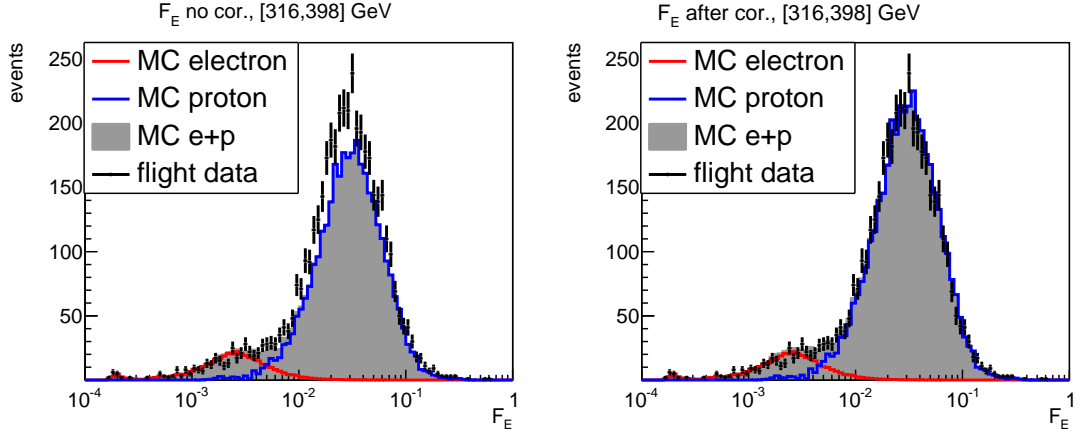 F_E no cor., [316,398] GeV
events
250
200
150
100
50
MC electron
MC proton
MC e+p
flight data
10^-4
10^-3
10^-2
10^-1
1
F_E
F_E after cor., [316,398] GeV
events
250
200
150
100
50
MC electron
MC proton
MC e+p
flight data
10^-4
10^-3
10^-2
10^-1
1
F_E